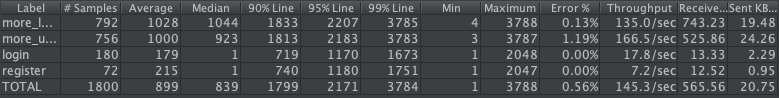 Label # Samples Average Median 90% Line 95% Line 99% Line Min Maximum Error % Throughput Receive... Sent KB...
more_l... 792 1028 1044 1833 2207 3785 4 3788 0.13% 135.0/sec 743.23 19.48
more_u... 756 1000 923 1813 2183 3783 3 3787 1.19% 166.5/sec 525.86 24.26
login 180 179 1 719 1170 1673 1 2048 0.00% 17.8/sec 13.33 2.29
register 72 215 1 740 1180 1751 1 2047 0.00% 7.2/sec 12.52 0.95
TOTAL 1800 899 839 1799 2171 3784 1 3788 0.56% 145.3/sec 565.56 20.75